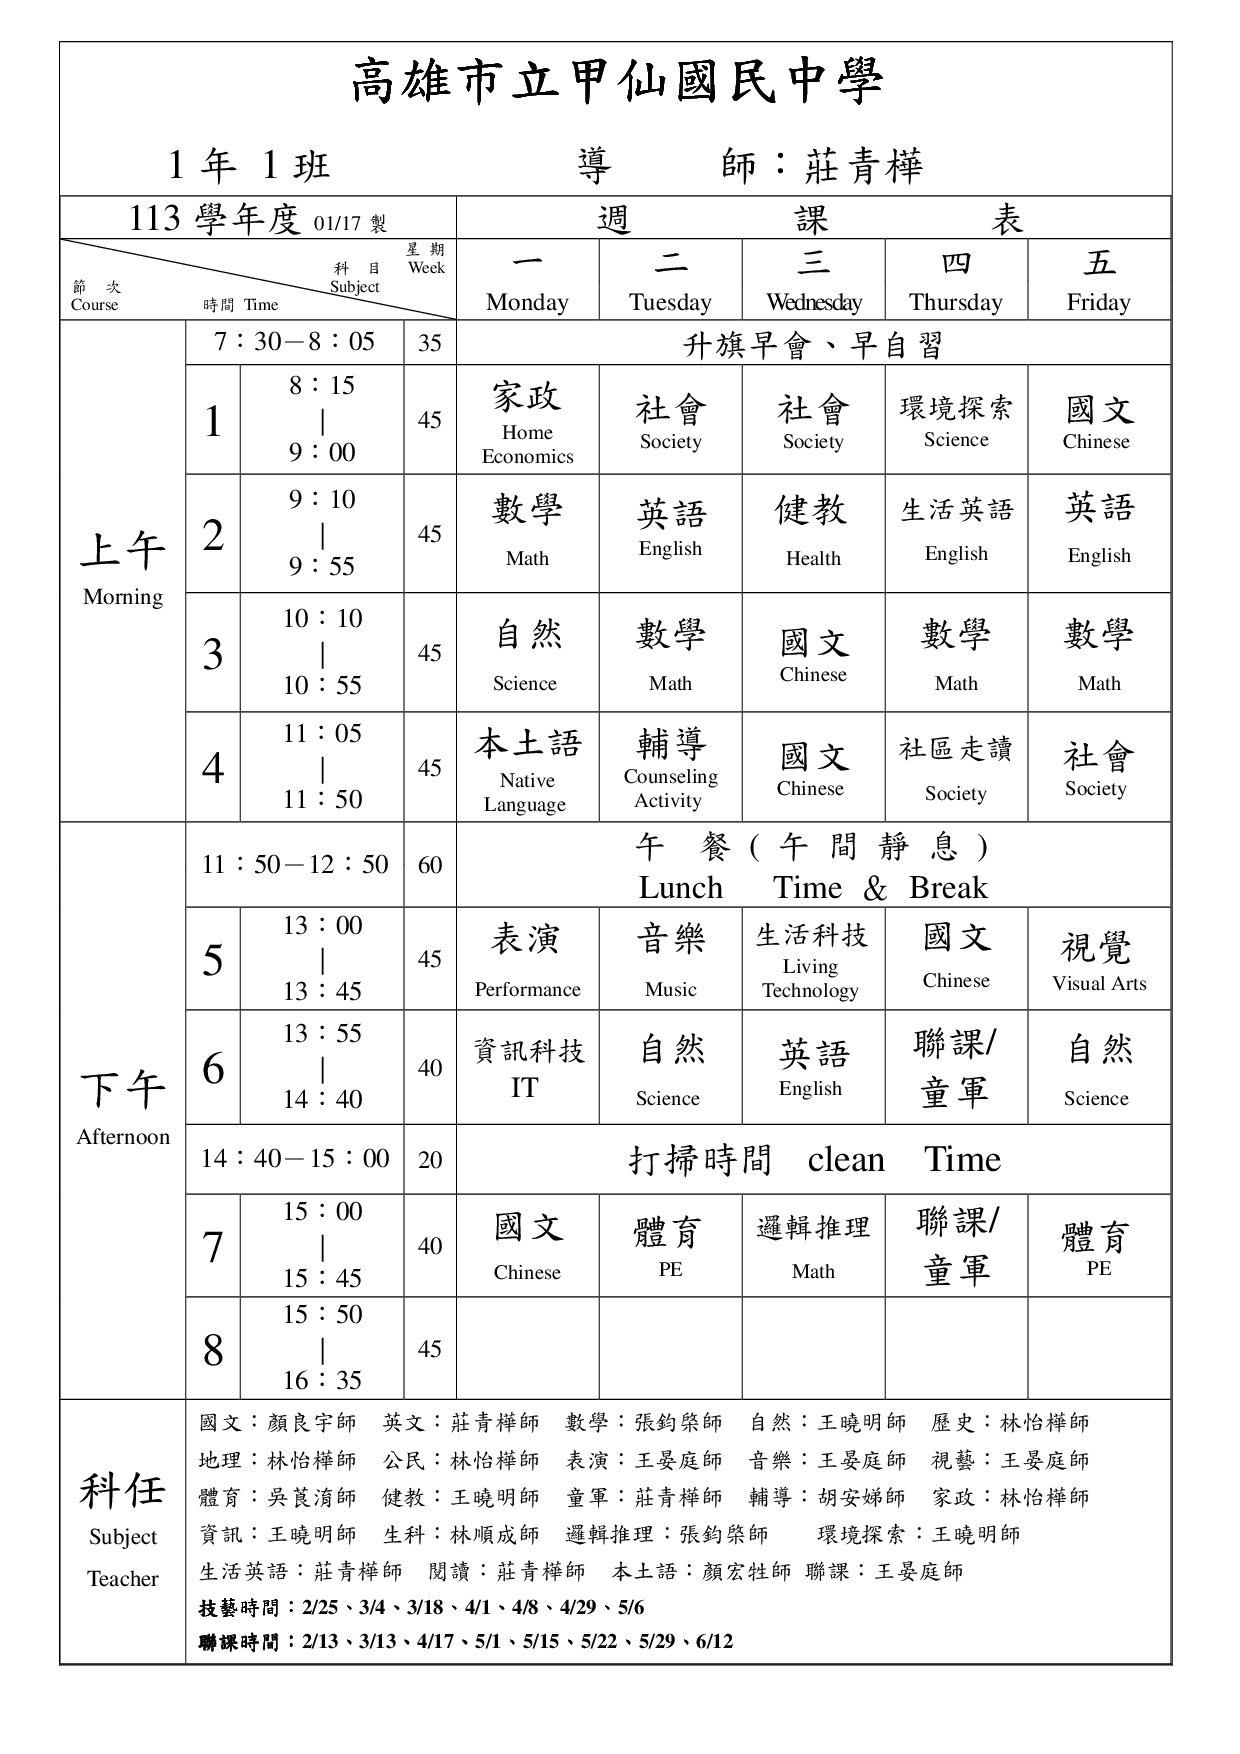 高雄市立甲仙國民中學
1 年 1 班 導 師：莊青樺
113 學年度 01/17 製 週 課 表
節 次 Course 時間 Time 科 目 Subject 星 期 Week
一 二 三 四 五
Monday Tuesday Wednesday Thursday Friday
上午
Morning
7：30－8：05 35 升旗早會、早自習
1 8：15 | 9：00 45
家政 社會 社會 環境探索 國文
Home Economics Society Society Science Chinese
2 9：10 | 9：55 45
數學 英語 健教 生活英語 英語
Math English Health English English
3 10：10 | 10：55 45
自然 數學 國文 數學 數學
Science Math Chinese Math Math
4 11：05 | 11：50 45
本土語 輔導 國文 社區走讀 社會
Native Language Counseling Activity Chinese Society Society
下午
Afternoon
11：50－12：50 60 午 餐 ( 午 間 靜 息 )
Lunch Time & Break
5 13：00 | 13：45 45
表演 音樂 生活科技 國文 視覺
Performance Music Living Technology Chinese Visual Arts
6 13：55 | 14：40 40
資訊科技 自然 英語 聯課/童軍 自然
IT Science English Science
14：40－15：00 20 打掃時間 clean Time
7 15：00 | 15：45 40
國文 體育 邏輯推理 聯課/童軍 體育
Chinese PE Math PE
8 15：50 | 16：35 45
科任
Subject
Teacher
國文：顏良宇師 英文：莊青樺師 數學：張鈞棨師 自然：王曉明師 歷史：林怡樺師
地理：林怡樺師 公民：林怡樺師 表演：王晏庭師 音樂：王晏庭師 視藝：王晏庭師
體育：吳莨淯師 健教：王曉明師 童軍：莊青樺師 輔導：胡安娣師 家政：林怡樺師
資訊：王曉明師 生科：林順成師 邏輯推理：張鈞棨師 環境探索：王曉明師
生活英語：莊青樺師 閱讀：莊青樺師 本土語：顏宏牲師 聯課：王晏庭師
技藝時間：2/25、3/4、3/18、4/1、4/8、4/29、5/6
聯課時間：2/13、3/13、4/17、5/1、5/15、5/22、5/29、6/12